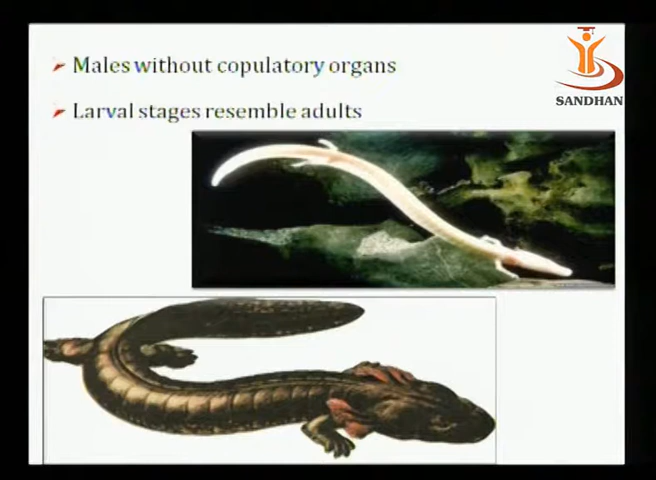 Males without copulatory organs
Larval stages resemble adults
SANDHAN